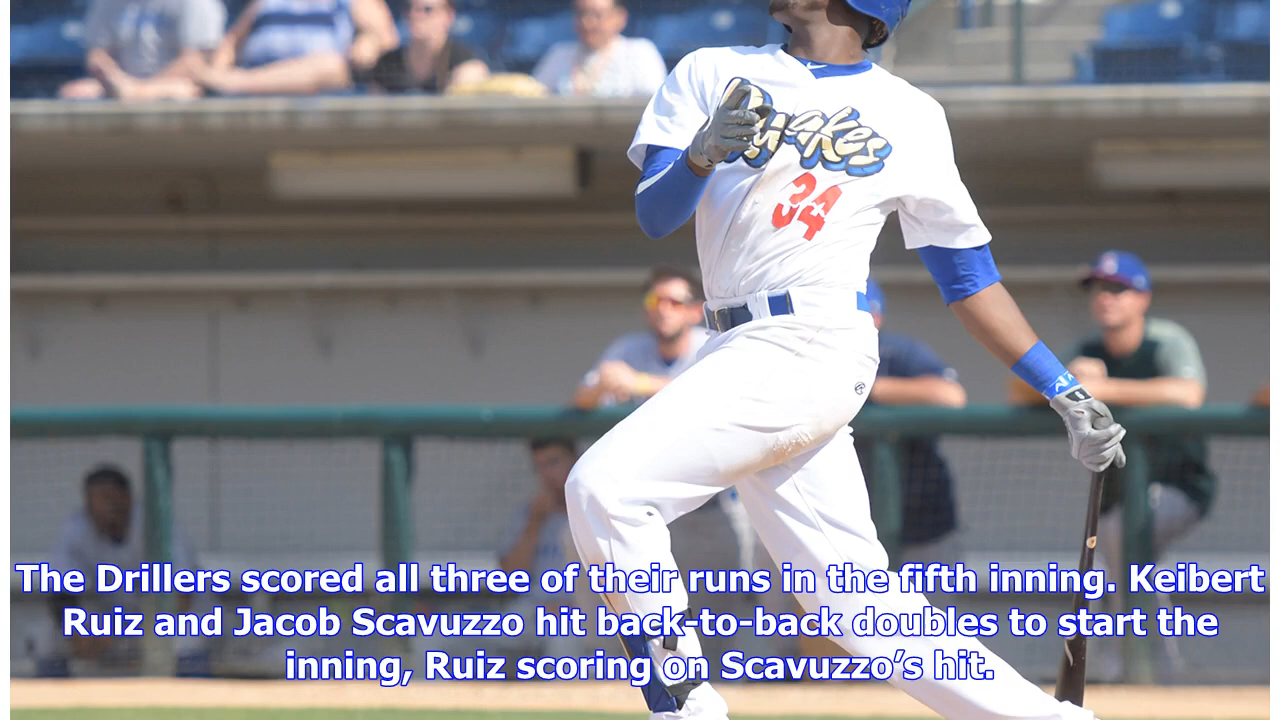 Quakes
34
The Drillers scored all three of their runs in the fifth inning. Keibert
Ruiz and Jacob Scavuzzo hit back-to-back doubles to start the
inning, Ruiz scoring on Scavuzzo’s hit.